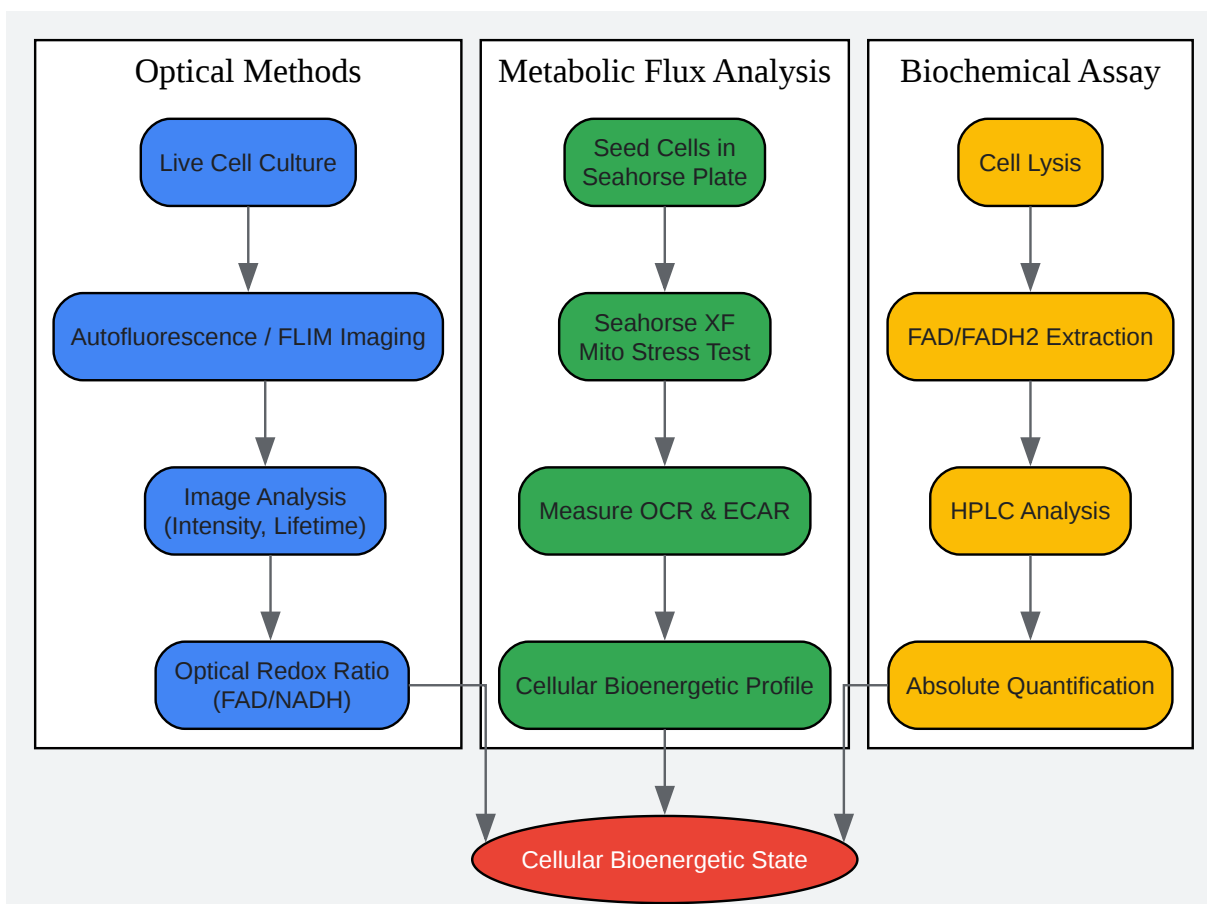 Optical Methods
Live Cell Culture
Autofluorescence / FLIM Imaging
Image Analysis
(Intensity, Lifetime)
Optical Redox Ratio
(FAD/NADH)
Metabolic Flux Analysis
Seed Cells in
Seahorse Plate
Seahorse XF
Mito Stress Test
Measure OCR & ECAR
Cellular Bioenergetic Profile
Biochemical Assay
Cell Lysis
FAD/FADH2 Extraction
HPLC Analysis
Absolute Quantification
Cellular Bioenergetic State